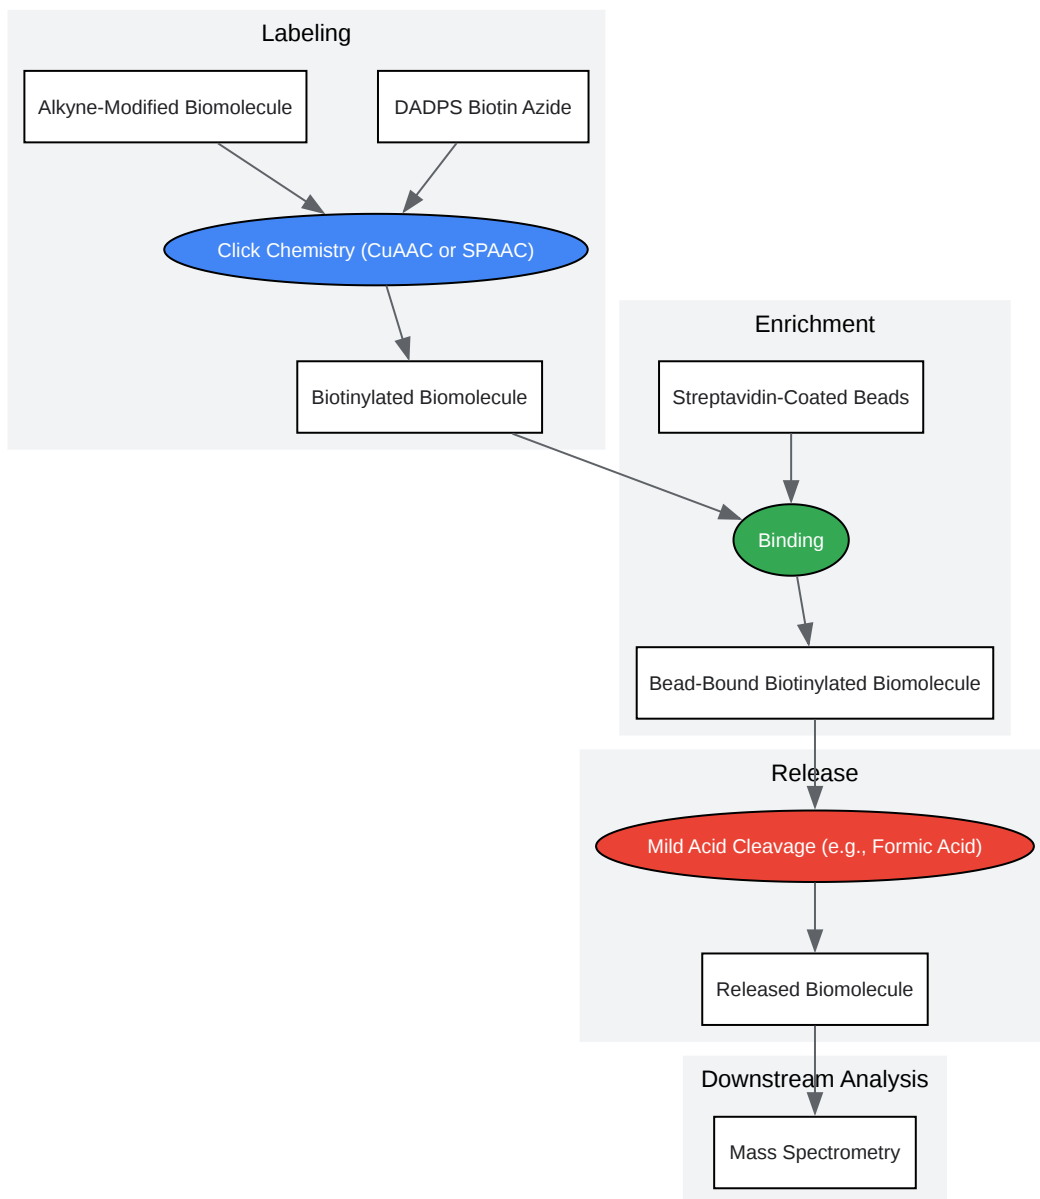 Labeling
Alkyne-Modified Biomolecule
DADPS Biotin Azide
Click Chemistry (CuAAC or SPAAC)
Biotinylated Biomolecule
Enrichment
Streptavidin-Coated Beads
Binding
Bead-Bound Biotinylated Biomolecule
Release
Mild Acid Cleavage (e.g., Formic Acid)
Released Biomolecule
Downstream Analysis
Mass Spectrometry